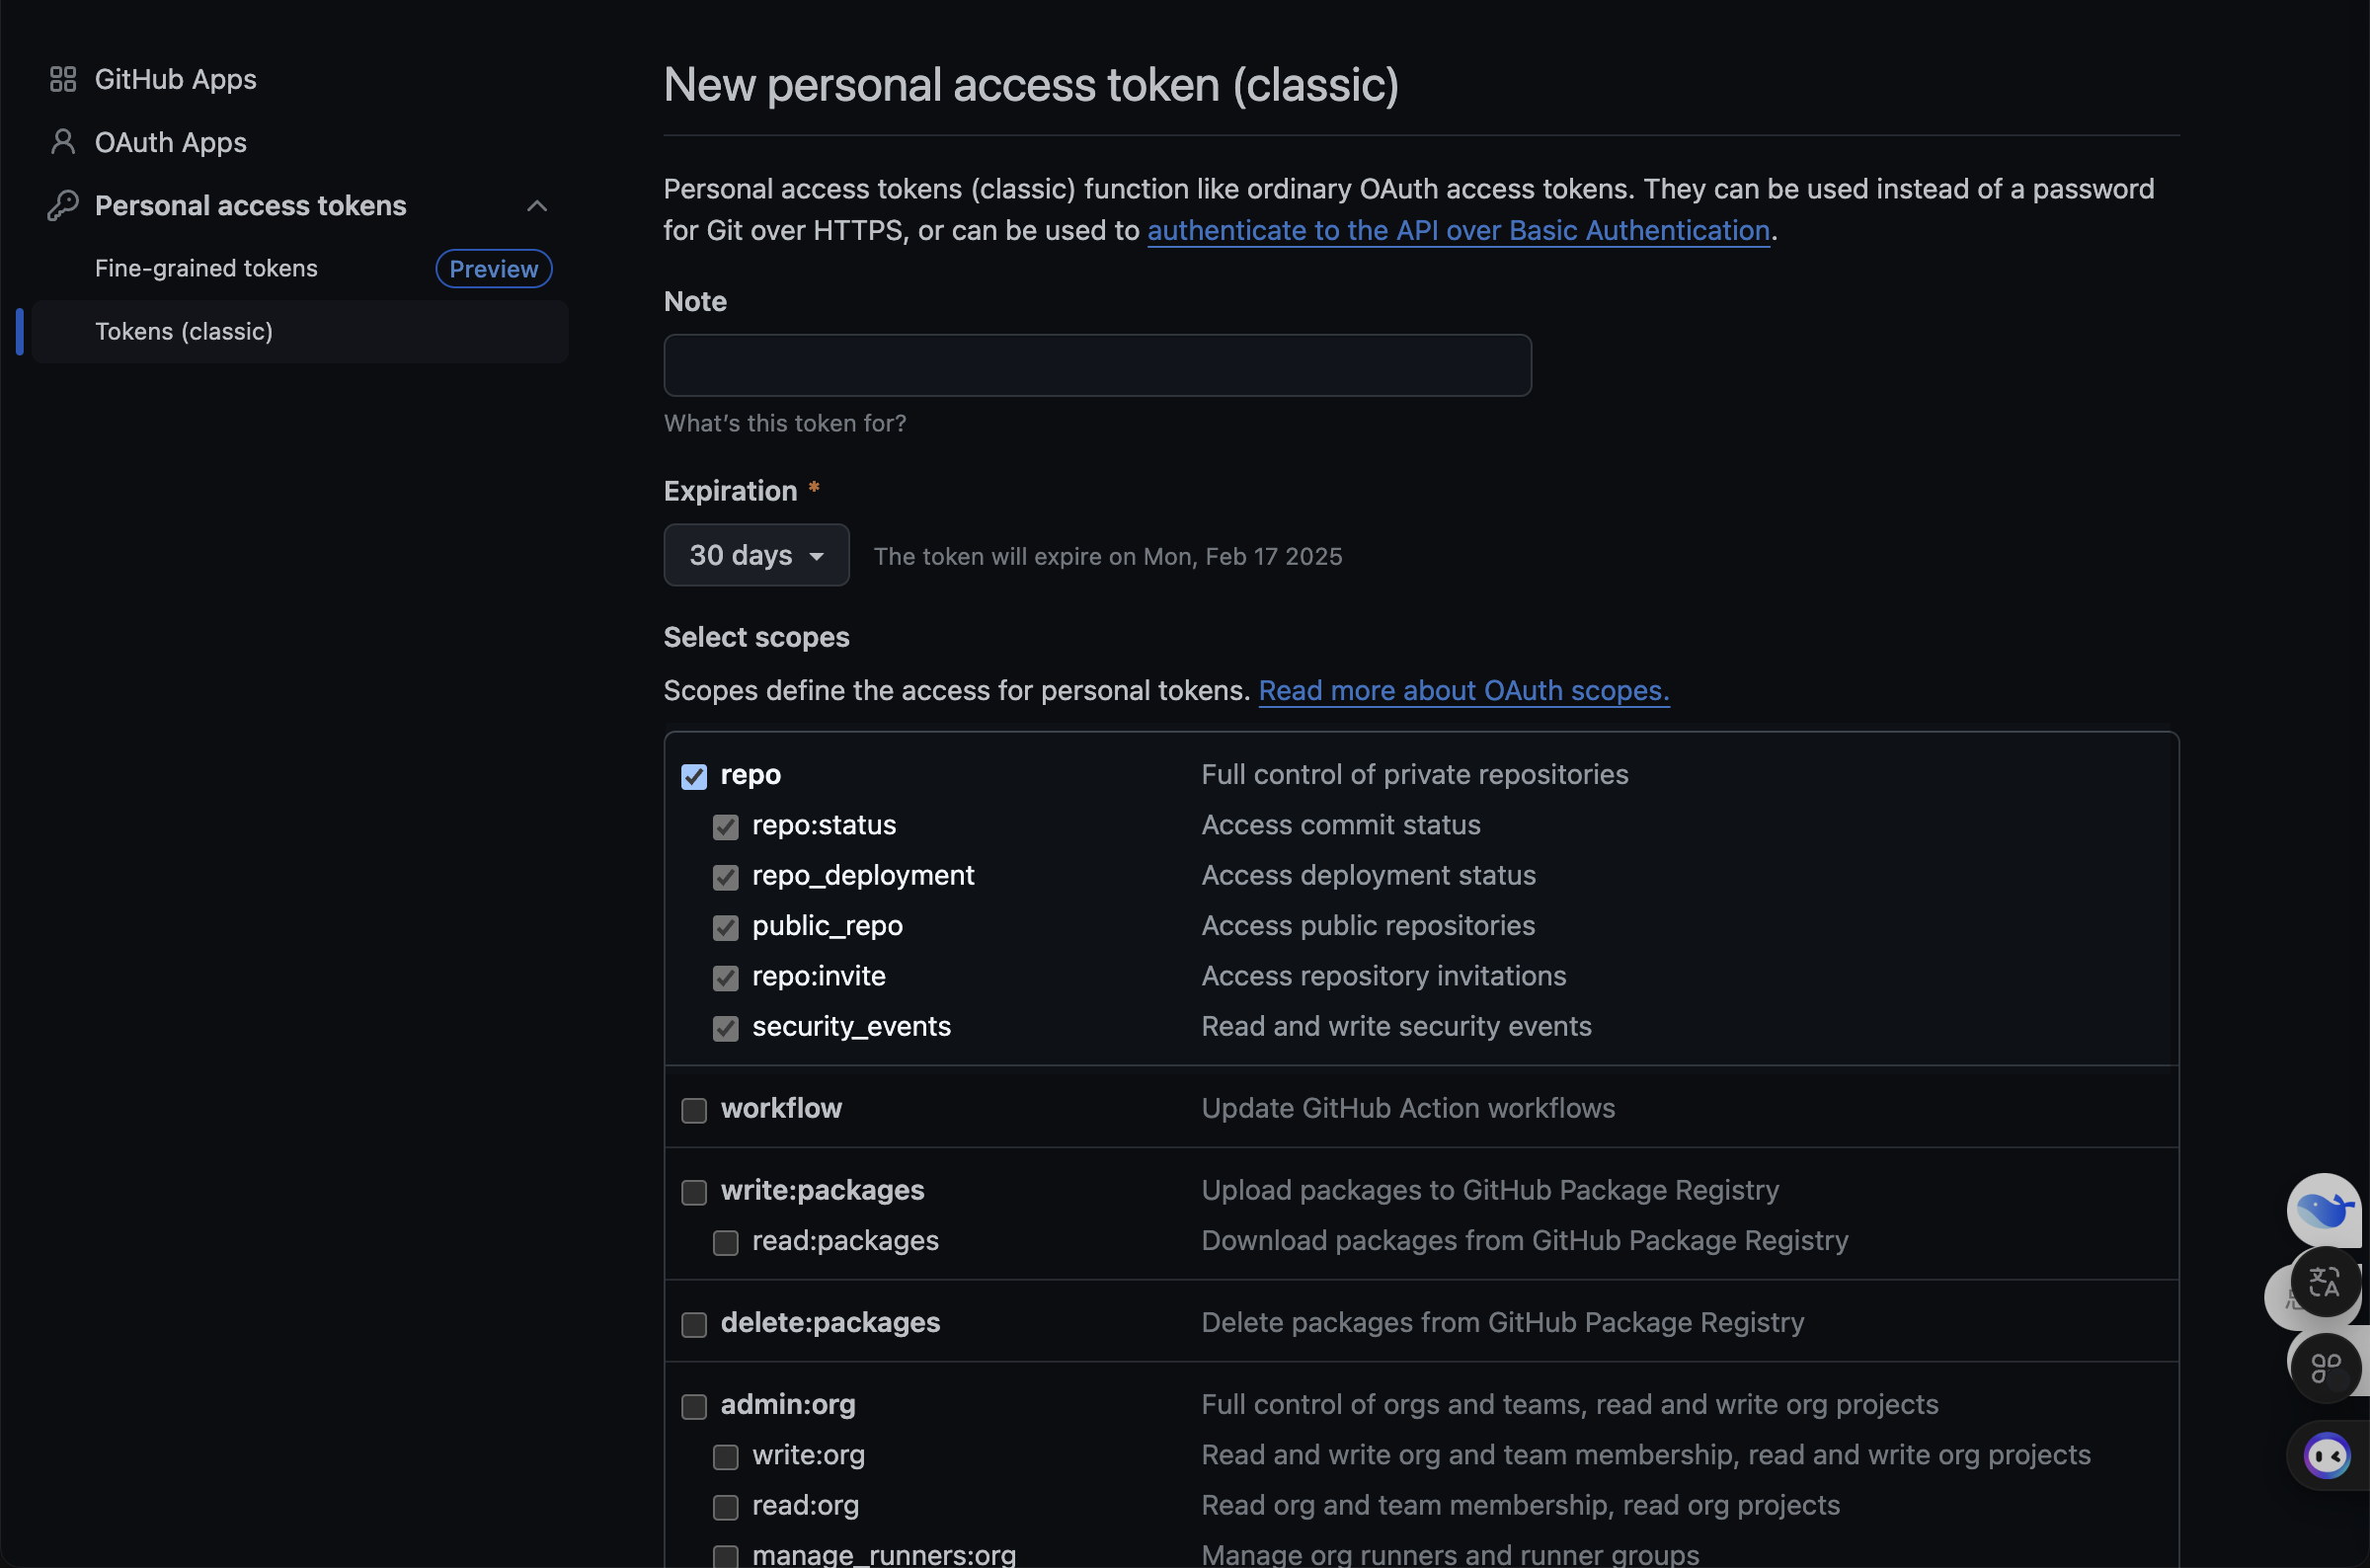 GitHub Apps
OAuth Apps
Personal access tokens
Fine-grained tokens
Preview
Tokens (classic)
New personal access token (classic)
Personal access tokens (classic) function like ordinary OAuth access tokens. They can be used instead of a password
for Git over HTTPS, or can be used to authenticate to the API over Basic Authentication.
Note
What's this token for?
Expiration *
30 days
The token will expire on Mon, Feb 17 2025
Select scopes
Scopes define the access for personal tokens. Read more about OAuth scopes.
repo Full control of private repositories
repo:status Access commit status
repo_deployment Access deployment status
public_repo Access public repositories
repo:invite Access repository invitations
security_events Read and write security events
workflow Update GitHub Action workflows
write:packages Upload packages to GitHub Package Registry
read:packages Download packages from GitHub Package Registry
delete:packages Delete packages from GitHub Package Registry
admin:org Full control of orgs and teams, read and write org projects
write:org Read and write org and team membership, read and write org projects
read:org Read org and team membership, read org projects
manage_runners:org Manage org runners and runner groups